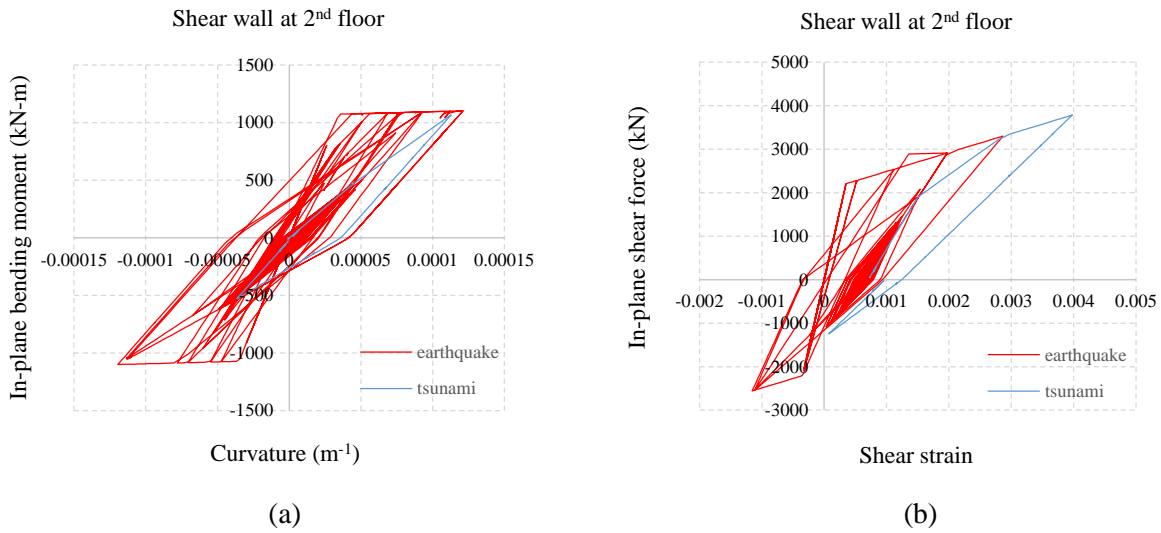 Shear wall at 2nd floor
In-plane bending moment (kN-m)
1500
1000
500
0
-500
-1000
-1500
-0.00015 -0.0001 -0.00005 0 0.00005 0.0001 0.00015
earthquake
tsunami
Curvature (m-1)
(a)
Shear wall at 2nd floor
In-plane shear force (kN)
5000
4000
3000
2000
1000
0
-1000
-2000
-3000
-0.002 -0.001 0 0.001 0.002 0.003 0.004 0.005
earthquake
tsunami
Shear strain
(b)